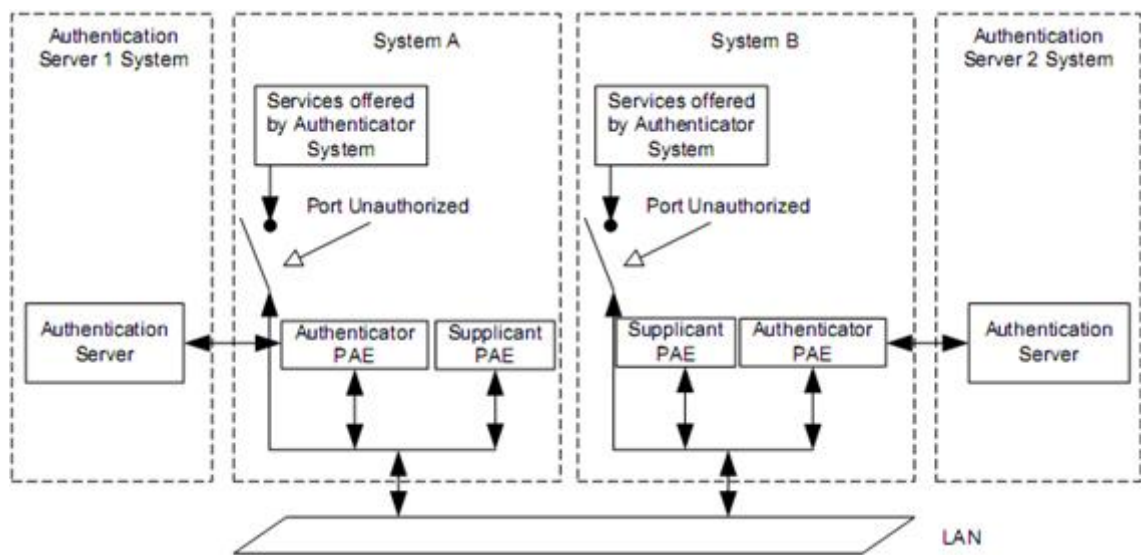 Authentication
Server 1 System
System A
System B
Authentication
Server 2 System
Services offered
by Authenticator
System
Services offered
by Authenticator
System
Port Unauthorized
Port Unauthorized
Authentication
Server
Authenticator
PAE
Supplicant
PAE
Supplicant
PAE
Authenticator
PAE
Authentication
Server
LAN